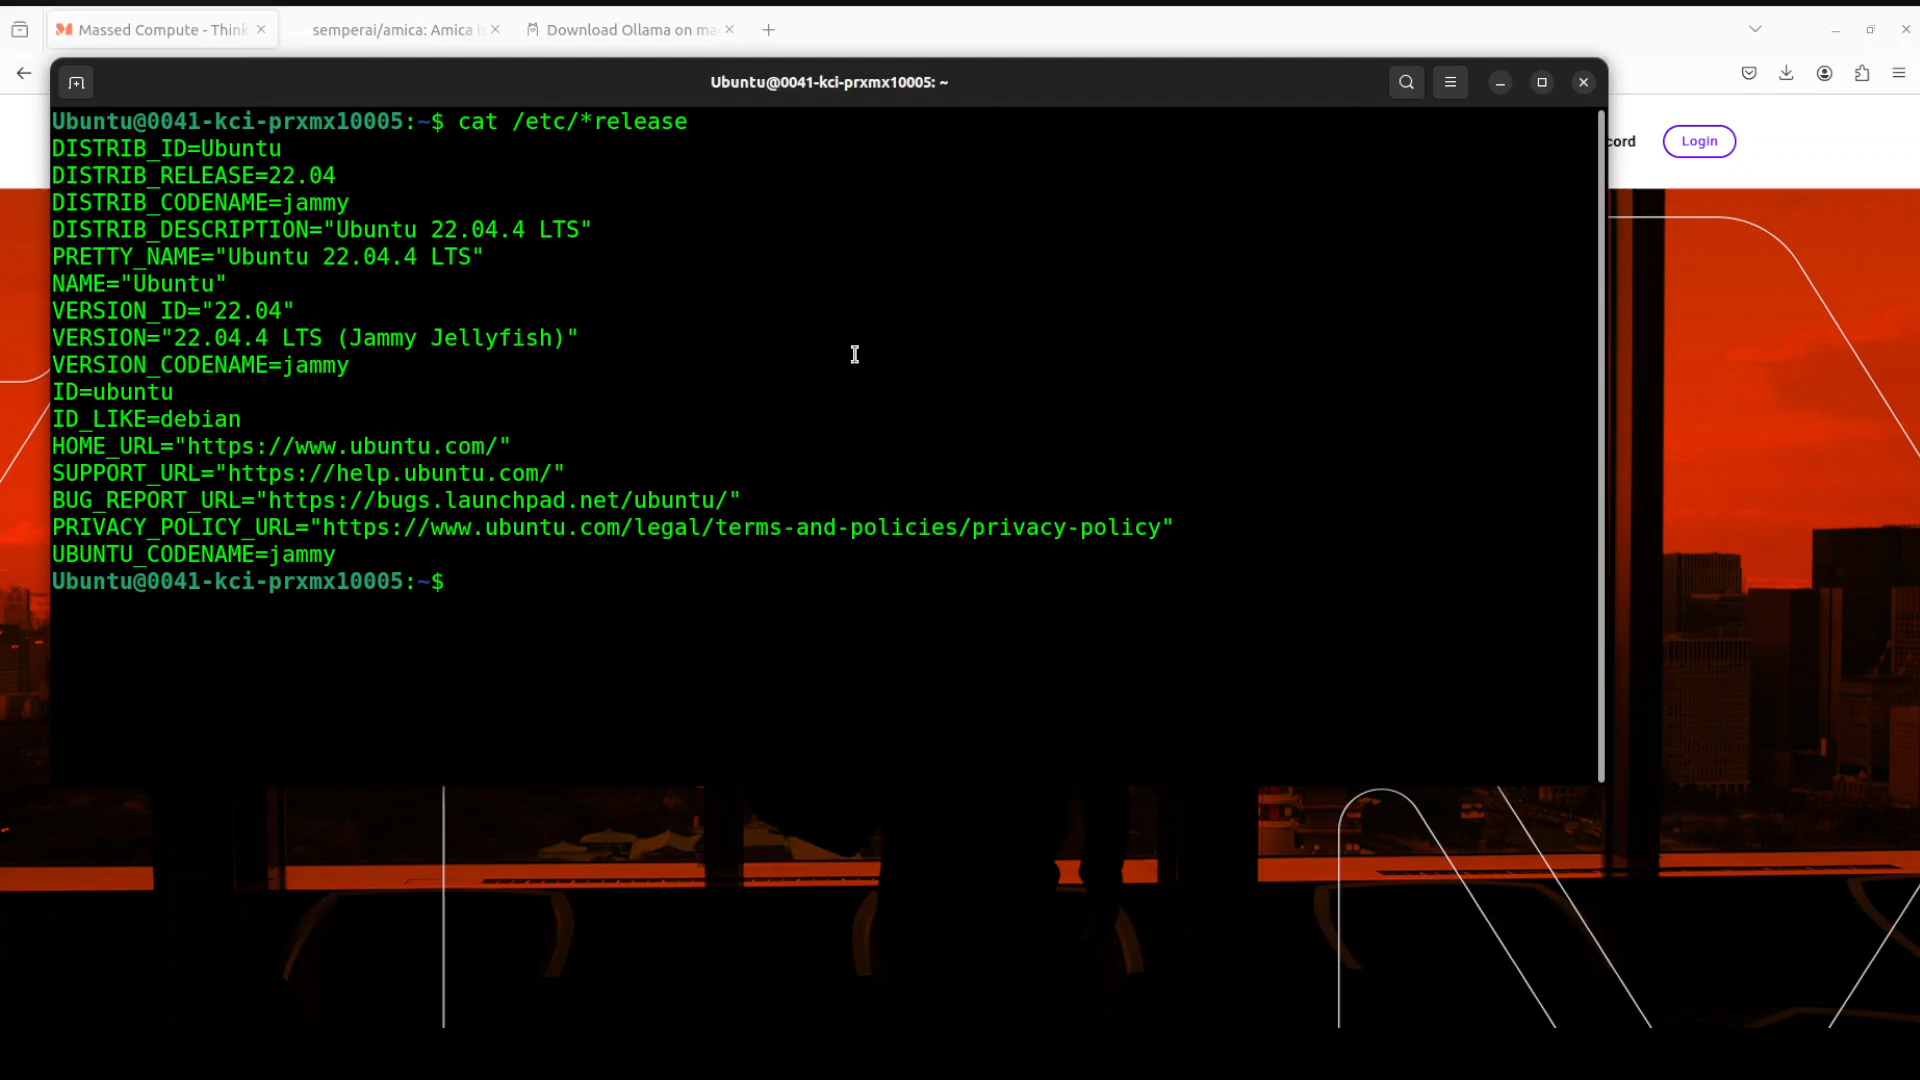 Massed Compute - Think
semperai/amica: Amica is
Download Ollama on mac
Ubuntu@0041-kci-prxmx10005: ~
cord
Login
Ubuntu@0041-kci-prxmx10005:~$ cat /etc/*release
DISTRIB_ID=Ubuntu
DISTRIB_RELEASE=22.04
DISTRIB_CODENAME=jammy
DISTRIB_DESCRIPTION="Ubuntu 22.04.4 LTS"
PRETTY_NAME="Ubuntu 22.04.4 LTS"
NAME="Ubuntu"
VERSION_ID="22.04"
VERSION="22.04.4 LTS (Jammy Jellyfish)"
VERSION_CODENAME=jammy
ID=ubuntu
ID_LIKE=debian
HOME_URL="https://www.ubuntu.com/"
SUPPORT_URL="https://help.ubuntu.com/"
BUG_REPORT_URL="https://bugs.launchpad.net/ubuntu/"
PRIVACY_POLICY_URL="https://www.ubuntu.com/legal/terms-and-policies/privacy-policy"
UBUNTU_CODENAME=jammy
Ubuntu@0041-kci-prxmx10005:~$